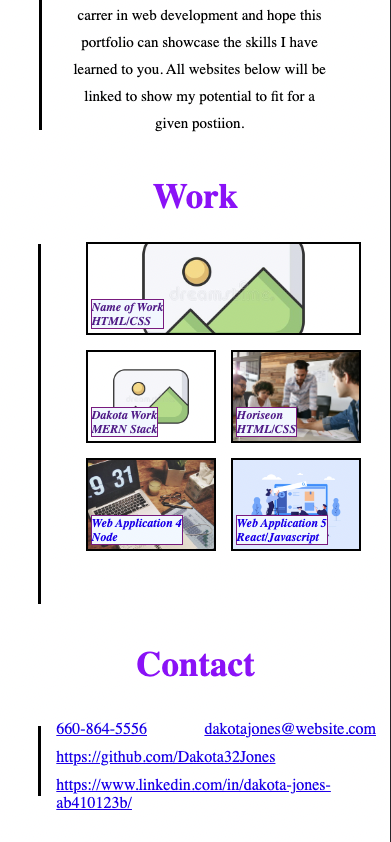 carrer in web development and hope this
portfolio can showcase the skills I have
learned to you. All websites below will be
linked to show my potential to fit for a
given postiion.
Work
dreamstime
Name of Work
HTML/CSS
Dakota Work
MERN Stack
Horiseon
HTML/CSS
9 31
Web Application 4
Node
Web Application 5
React/Javascript
Contact
660-864-5556 dakotajones@website.com
https://github.com/Dakota32Jones
https://www.linkedin.com/in/dakota-jones-
ab410123b/